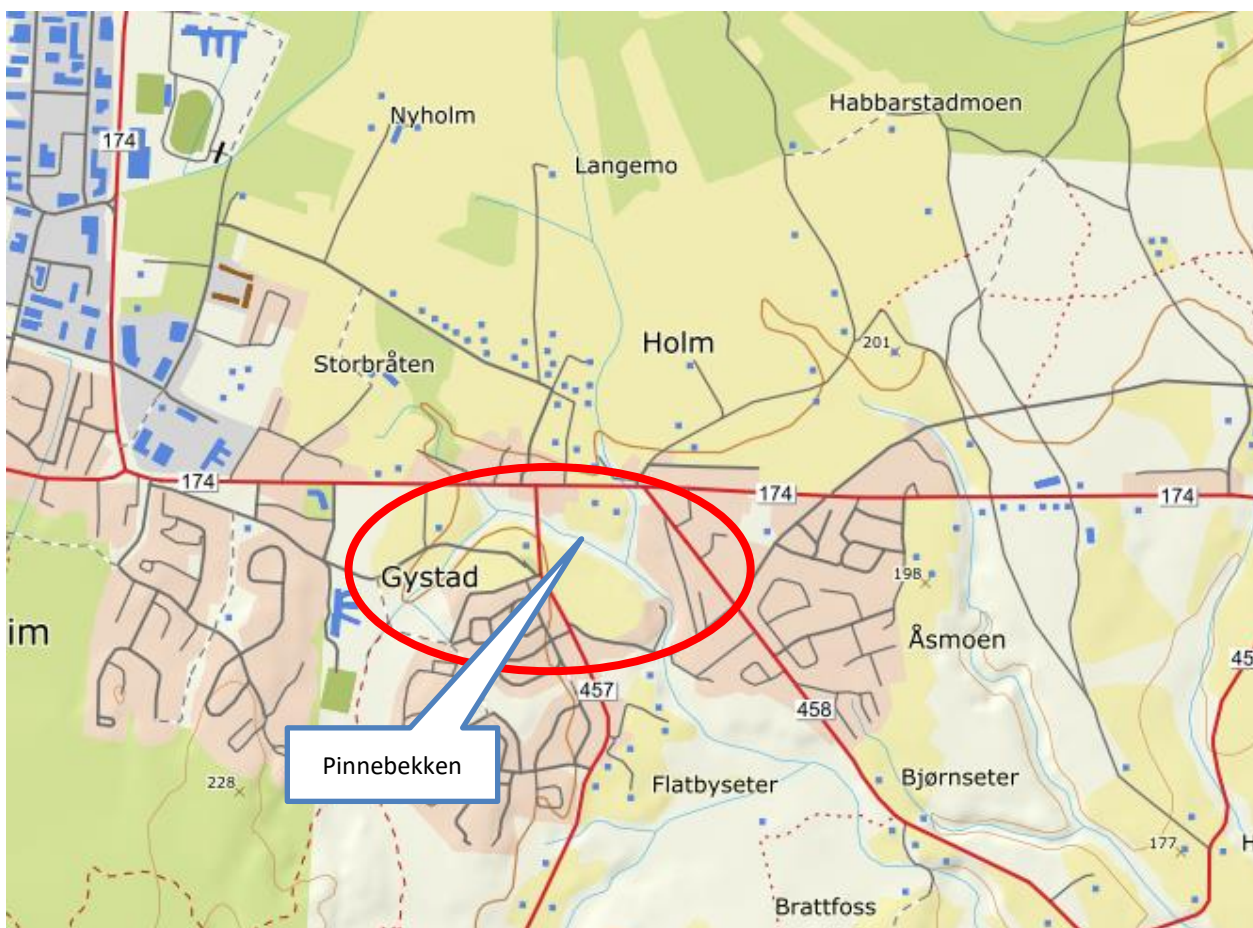 Nyholm
Habbarstadmoen
174
Langemo
Holm
201
Storbråten
174
174
174
Gystad
198
im
Åsmoen
45
457
458
Pinnebekken
228
Flatbyseter
Bjørnseter
177
H
Brattfoss